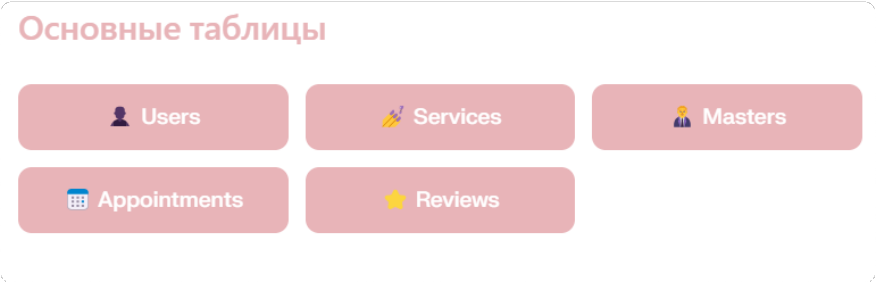 Основные таблицы
Users
Services
Masters
Appointments
Reviews